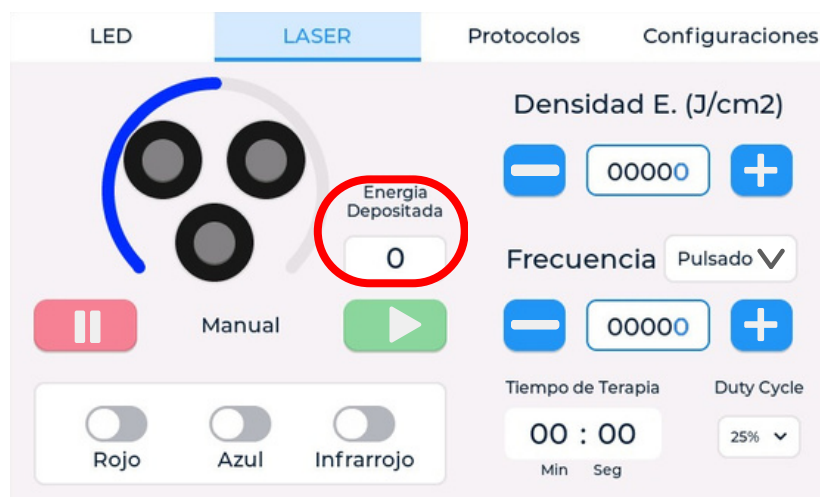 LED
LASER
Protocolos
Configuraciones
Energia
Depositada
0
Manual
Rojo
Azul
Infrarrojo
Densidad E. (J/cm2)
00000
Frecuencia
Pulsado
00000
Tiempo de Terapia
Duty Cycle
00 : 00
25%
Min
Seg